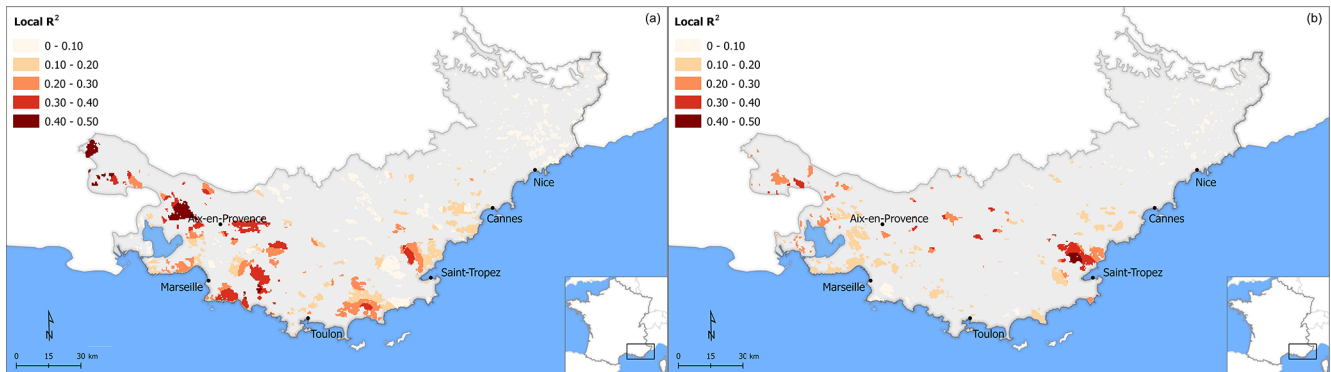 Local R²
(a)
0 - 0.10
0.10 - 0.20
0.20 - 0.30
0.30 - 0.40
0.40 - 0.50
Nice
Cannes
Aix-en-Provence
Saint-Tropez
Marseille
Toulon
N
0 15 30 km
Local R²
(b)
0 - 0.10
0.10 - 0.20
0.20 - 0.30
0.30 - 0.40
0.40 - 0.50
Nice
Cannes
Aix-en-Provence
Saint-Tropez
Marseille
Toulon
N
0 15 30 km